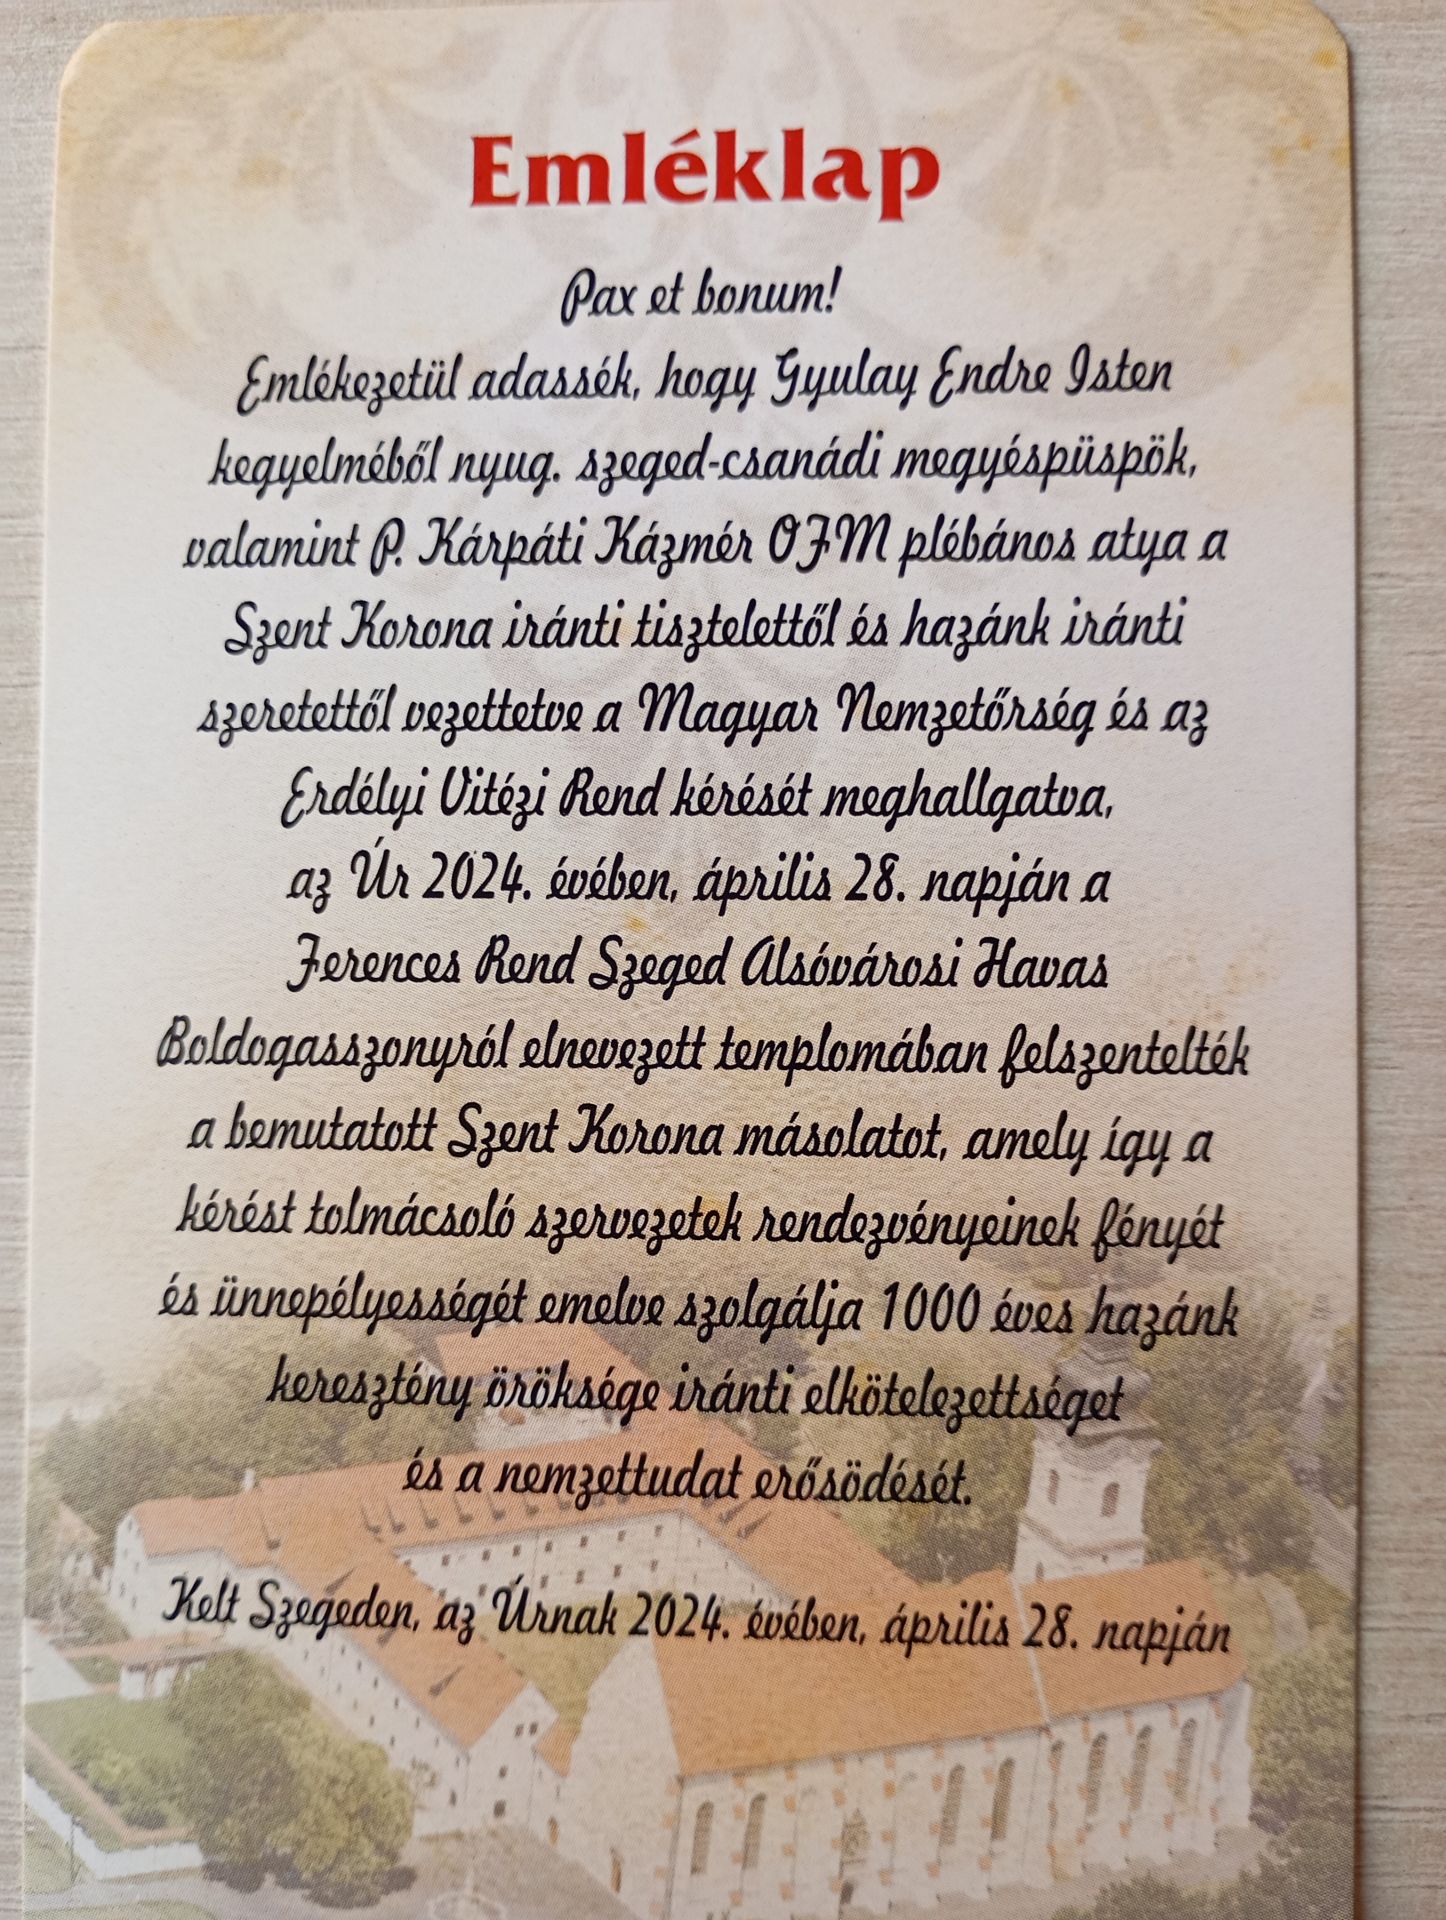 Emléklap
Pax et bonum!
Emlékezetül adassék, hogy Gyulay Endre Isten
kegyelméből nyug. szeged-csanádi megyéspüspök,
valamint P. Kárpáti Kázmér OFM plébános atya a
Szent Korona iránti tisztelettől és hazánk iránti
szeretettől vezettetve a Magyar Nemzetőrség és az
Erdélyi Vitézi Rend kérését meghallgatva,
az Úr 2024. évében, április 28. napján a
Ferences Rend Szeged Alsóvárosi Havas
Boldogasszonyról elnevezett templomában felszentelték
a bemutatott Szent Korona másolatot, amely így a
kérést tolmácsoló szervezetek rendezvényeinek fényét
és ünnepélyességét emelve szolgálja 1000 éves hazánk
keresztény öröksége iránti elkötelezettséget
és a nemzettudat erősödését.
Kelt Szegeden, az Úrnak 2024. évében, április 28. napján